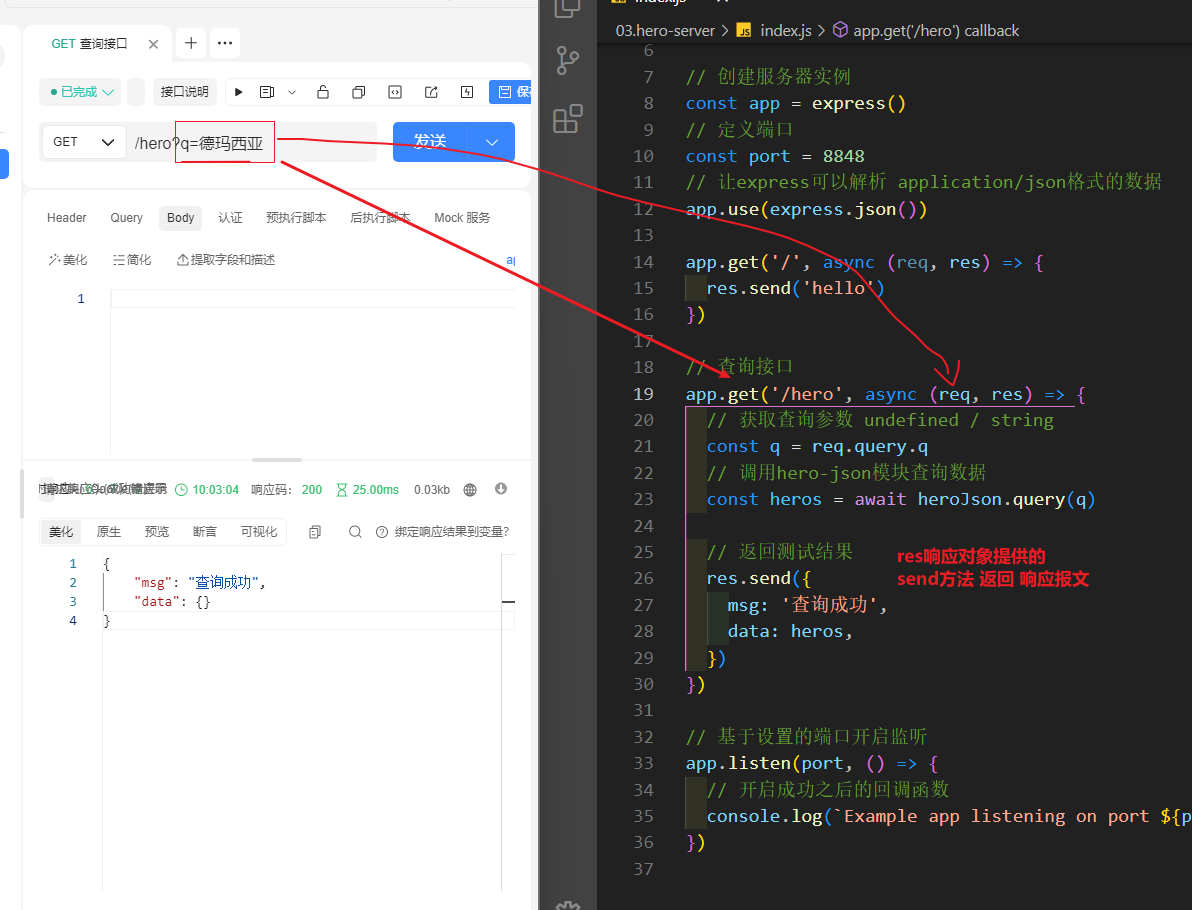 GET 查询接口
已完成
接口说明
GET
/hero?q=德玛西亚
发送
Header Query Body 认证 预执行脚本 后执行脚本 Mock 服务
美化 简化 提取字段和描述
1
10:03:04 响应码: 200 25.00ms 0.03kb
美化 原生 预览 断言 可视化 绑定响应结果到变量?
1 {
2 "msg": "查询成功",
3 "data": {}
4 }
03.hero-server > JS index.js > app.get('/hero') callback
6
7 // 创建服务器实例
8 const app = express()
9 // 定义端口
10 const port = 8848
11 // 让express可以解析 application/json格式的数据
12 app.use(express.json())
13
14 app.get('/', async (req, res) => {
15 res.send('hello')
16 })
17
18 // 查询接口
19 app.get('/hero', async (req, res) => {
20 // 获取查询参数 undefined / string
21 const q = req.query.q
22 // 调用hero-json模块查询数据
23 const heros = await heroJson.query(q)
24
25 // 返回测试结果
26 res.send({
27 msg: '查询成功',
28 data: heros,
29 })
30 })
31
32 // 基于设置的端口开启监听
33 app.listen(port, () => {
34 // 开启成功之后的回调函数
35 console.log(`Example app listening on port ${p
36 })
37
res响应对象提供的
send方法 返回 响应报文